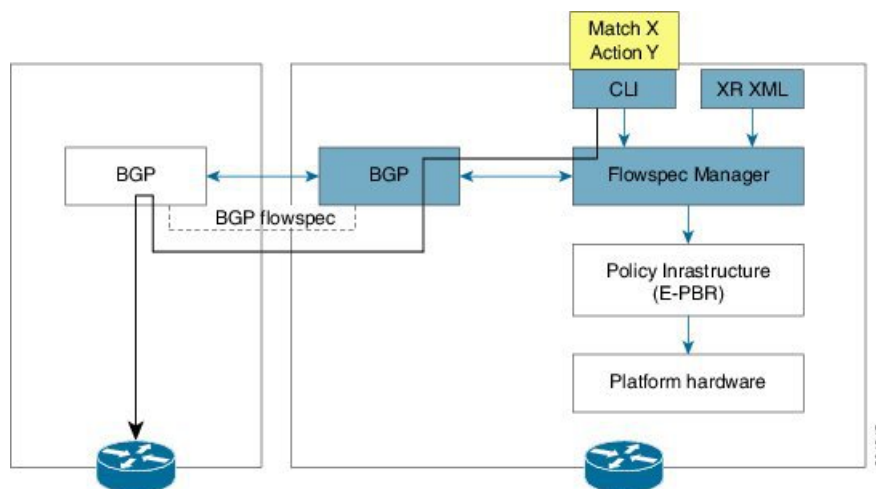 Match X
Action Y
CLI
XR XML
BGP
BGP
Flowspec Manager
BGP flowspec
Policy Inrastructure
(E-PBR)
Platform hardware